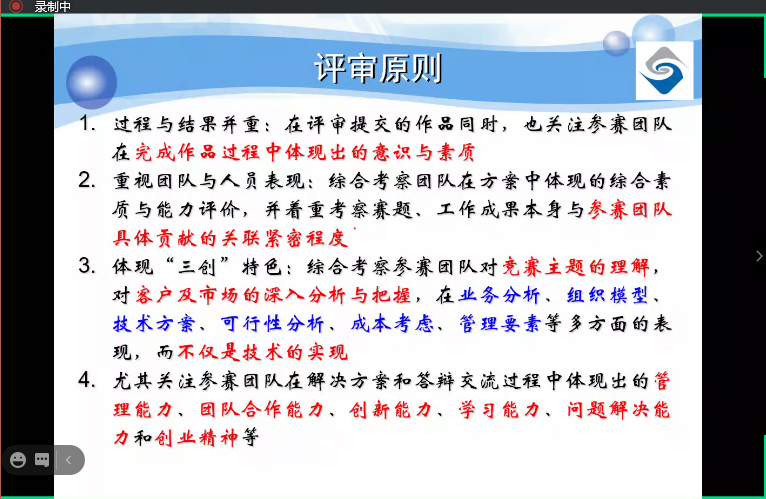 录制中
评审原则
1. 过程与结果并重：在评审提交的作品同时，也关注参赛团队
在完成作品过程中体现出的意识与素质
2. 重视团队与人员表现：综合考察团队在方案中体现的综合素
质与能力评价，并着重考察赛题、工作成果本身与参赛团队
具体贡献的关联紧密程度
3. 体现“三创”特色：综合考察参赛团队对竞赛主题的理解，
对客户及市场的深入分析与把握，在业务分析、组织模型、
技术方案、可行性分析、成本考虑、管理要素等多方面的表
现，而不仅是技术的实现
4. 尤其关注参赛团队在解决方案和答辩交流过程中体现出的管
理能力、团队合作能力、创新能力、学习能力、问题解决能
力和创业精神等